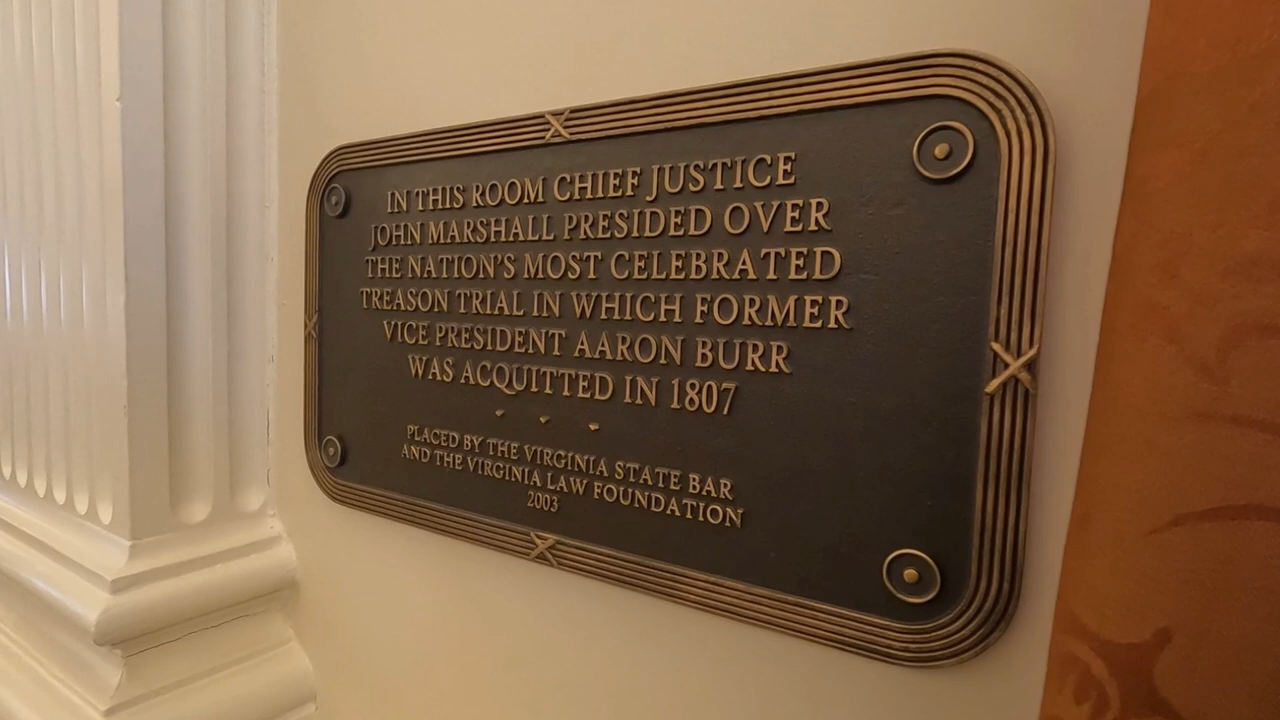 IN THIS ROOM CHIEF JUSTICE
JOHN MARSHALL PRESIDED OVER
THE NATION'S MOST CELEBRATED
TREASON TRIAL IN WHICH FORMER
VICE PRESIDENT AARON BURR
WAS ACQUITTED IN 1807
PLACED BY THE VIRGINIA STATE BAR
AND THE VIRGINIA LAW FOUNDATION
2003